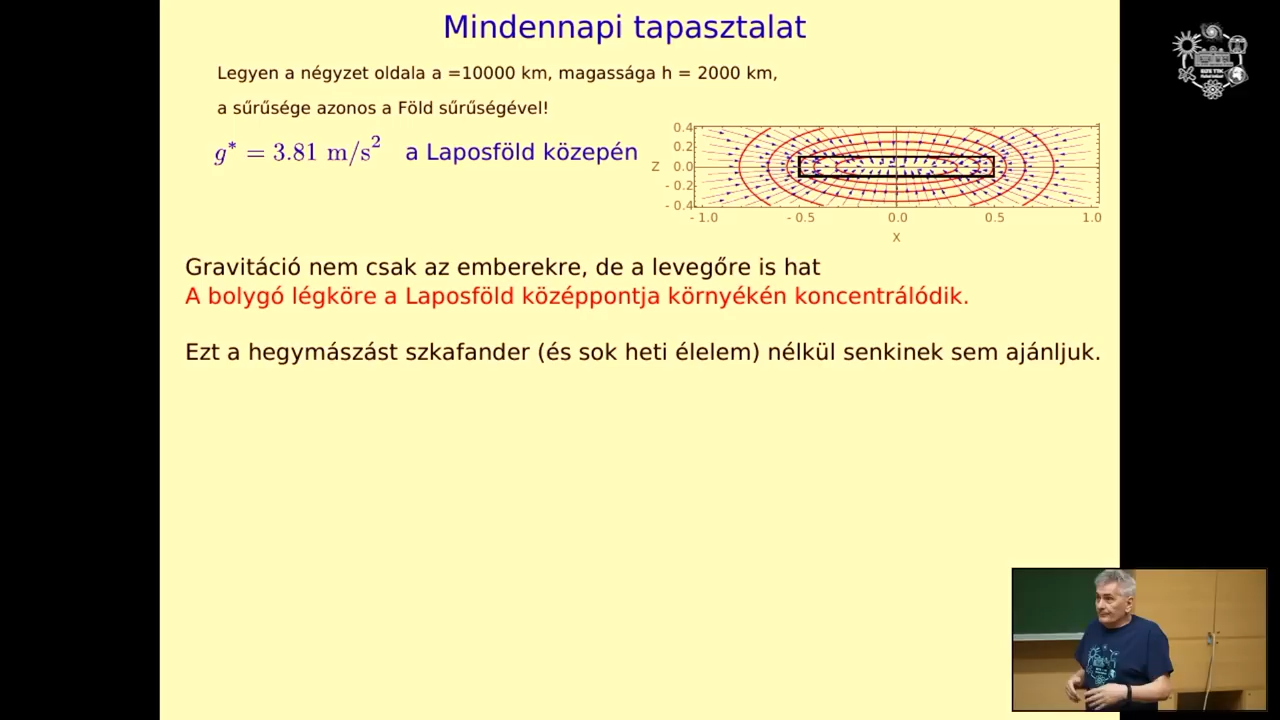 Mindennapi tapasztalat
Legyen a négyzet oldala a =10000 km, magassága h = 2000 km,
a sűrűsége azonos a Föld sűrűségével!
g* = 3.81 m/s² a Laposföld közepén
0.4
0.2
Z 0.0
- 0.2
- 0.4
- 1.0 - 0.5 0.0 0.5 1.0
X
Gravitáció nem csak az emberekre, de a levegőre is hat
A bolygó légköre a Laposföld középpontja környékén koncentrálódik.
Ezt a hegymászást szkafander (és sok heti élelem) nélkül senkinek sem ajánljuk.